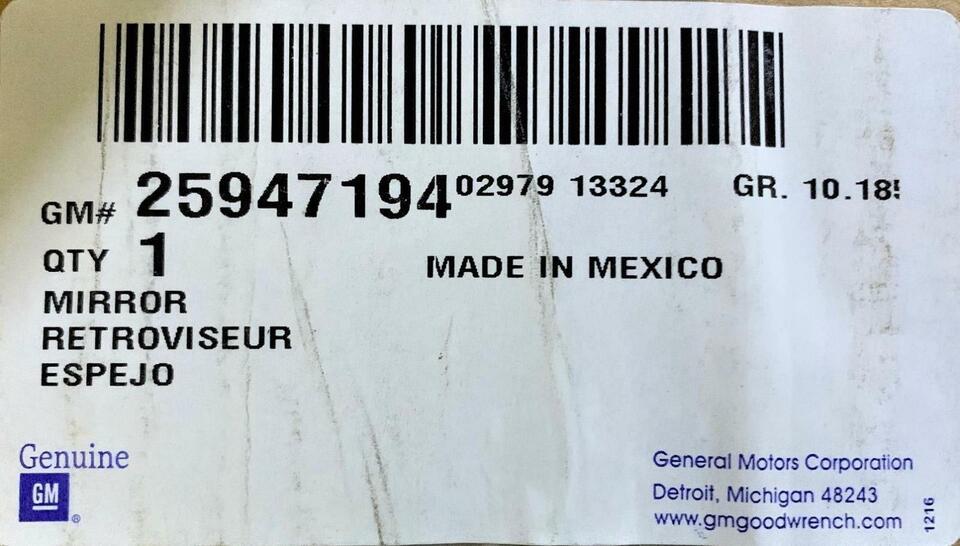 GM# 25947194 02979 13324 GR. 10.185
QTY 1
MADE IN MEXICO
MIRROR
RETROVISEUR
ESPEJO
Genuine
GM
®
General Motors Corporation
Detroit, Michigan 48243
www.gmgoodwrench.com
1216